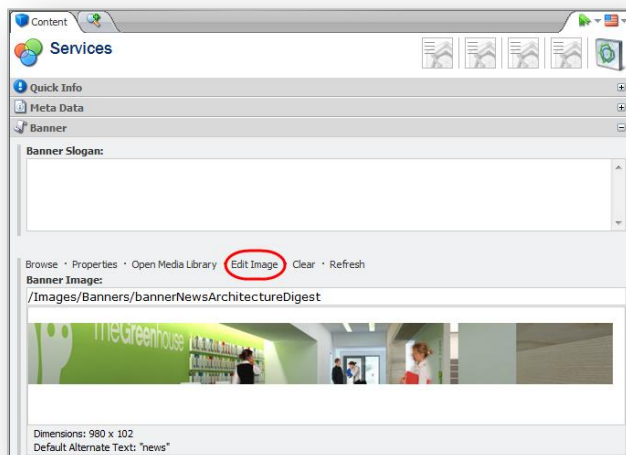 Content
Services
Quick Info
Meta Data
Banner
Banner Slogan:
Browse · Properties · Open Media Library · Edit Image · Clear · Refresh
Banner Image:
/Images/Banners/bannerNewsArchitectureDigest
TheGreenhouse
Dimensions: 980 x 102
Default Alternate Text: "news"